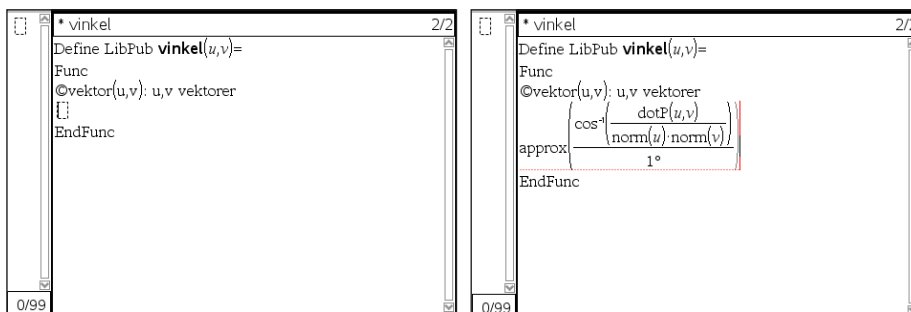 * vinkel 2/2
Define LibPub vinkel(u,v)=
Func
©vektor(u,v): u,v vektorer
EndFunc
0/99
* vinkel 2/2
Define LibPub vinkel(u,v)=
Func
©vektor(u,v): u,v vektorer
approx(cos⁻¹(dotP(u,v)/(norm(u)·norm(v)))/1°)
EndFunc
0/99